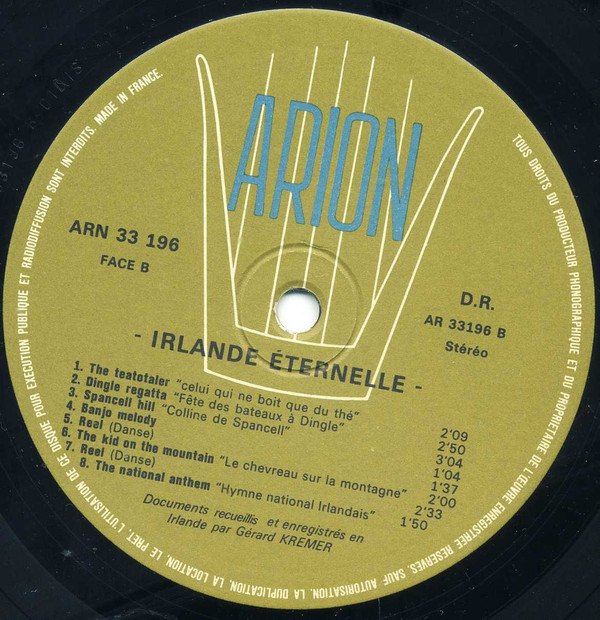 ARION
ARN 33 196
FACE B
D.R.
AR 33196 B
Stéréo
- IRLANDE ÉTERNELLE -
1. The teatotaler "celui qui ne boit que du thé" 2'09
2. Dingle regatta "Fête des bateaux à Dingle" 2'50
3. Spancell hill "Colline de Spancell" 3'04
4. Banjo melody 1'04
5. Real (Danse) 1'37
6. The kid on the mountain "Le chevreau sur la montagne" 2'00
7. Reel (Danse) 2'33
8. The national anthem "Hymne national Irlandais" 1'50
Documents recueillis et enregistrés en
Irlande par Gérard KREMER
TOUS DROITS DU PRODUCTEUR PHONOGRAPHIQUE ET DU PROPRIETAIRE DE L'ŒUVRE ENREGISTREE RESERVES. SAUF AUTORISATION, LA DUPLICATION, LA LOCATION, LE PRET, L'UTILISATION DE CE DISQUE POUR EXECUTION PUBLIQUE ET RADIODIFFUSION SONT INTERDITS. MADE IN FRANCE.